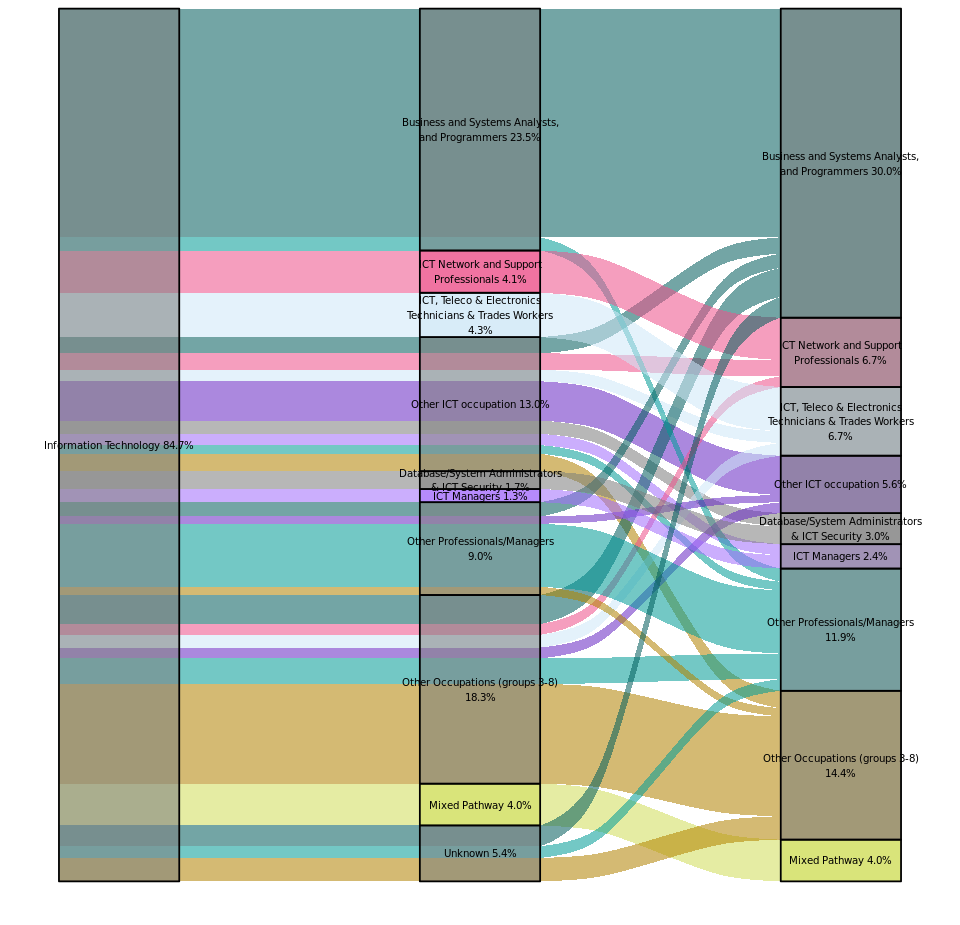 Information Technology 84.7%
Business and Systems Analysts,
and Programmers 23.5%
ICT Network and Support
Professionals 4.1%
ICT, Teleco & Electronics
Technicians & Trades Workers
4.3%
Other ICT occupation 13.0%
Database/System Administrators
& ICT Security 1.7%
ICT Managers 1.3%
Other Professionals/Managers
9.0%
Other Occupations (groups 3-8)
18.3%
Mixed Pathway 4.0%
Unknown 5.4%
Business and Systems Analysts,
and Programmers 30.0%
ICT Network and Support
Professionals 6.7%
ICT, Teleco & Electronics
Technicians & Trades Workers
6.7%
Other ICT occupation 5.6%
Database/System Administrators
& ICT Security 3.0%
ICT Managers 2.4%
Other Professionals/Managers
11.9%
Other Occupations (groups 3-8)
14.4%
Mixed Pathway 4.0%